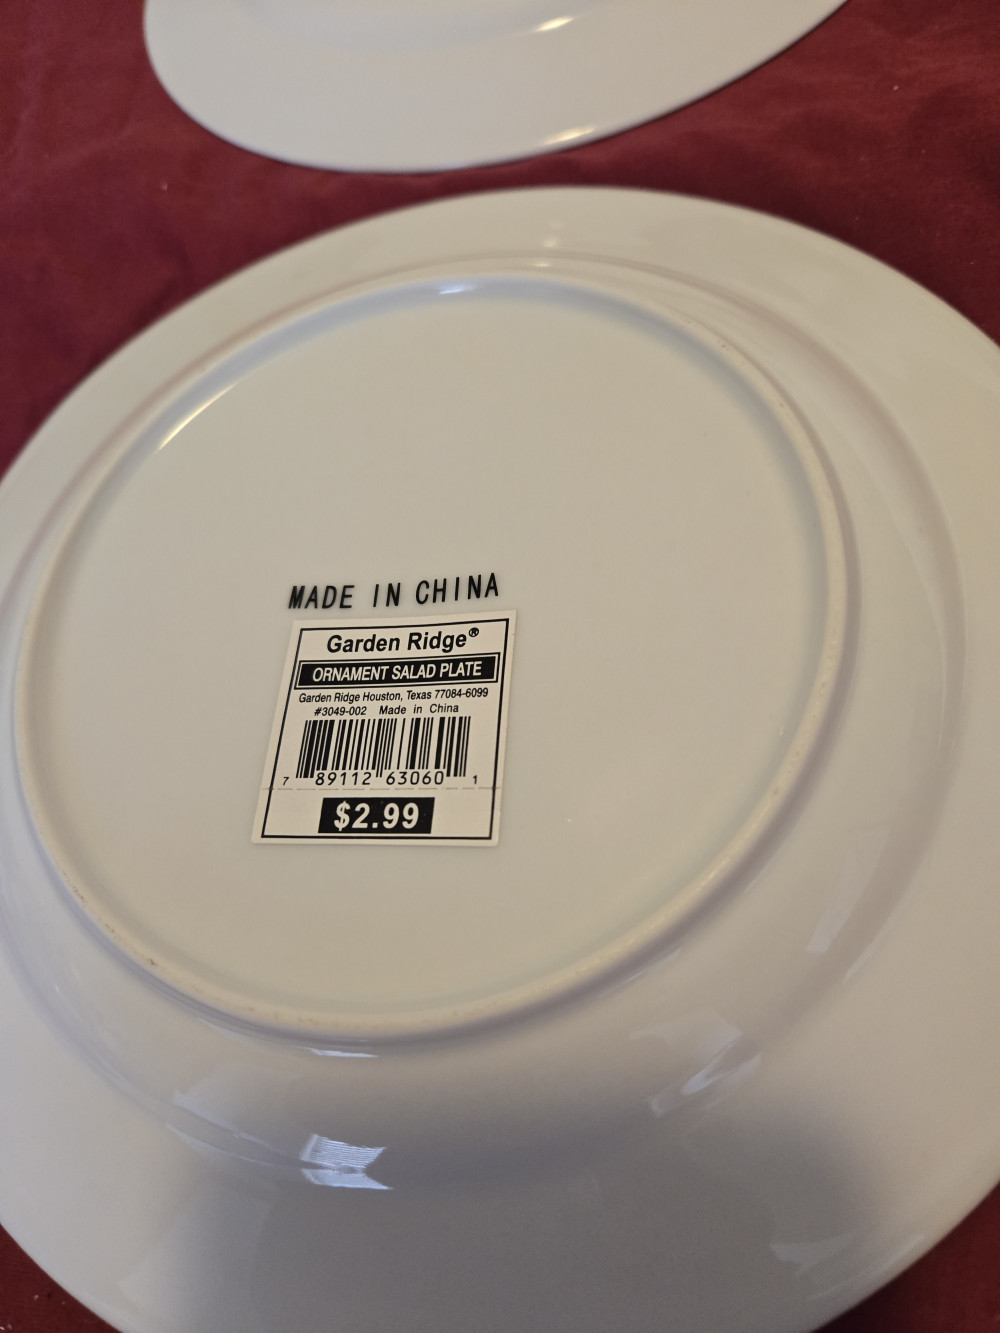 MADE IN CHINA
Garden Ridge®
ORNAMENT SALAD PLATE
Garden Ridge Houston, Texas 77084-6099
#3049-002 Made in China
7 89112 63060 1
$2.99